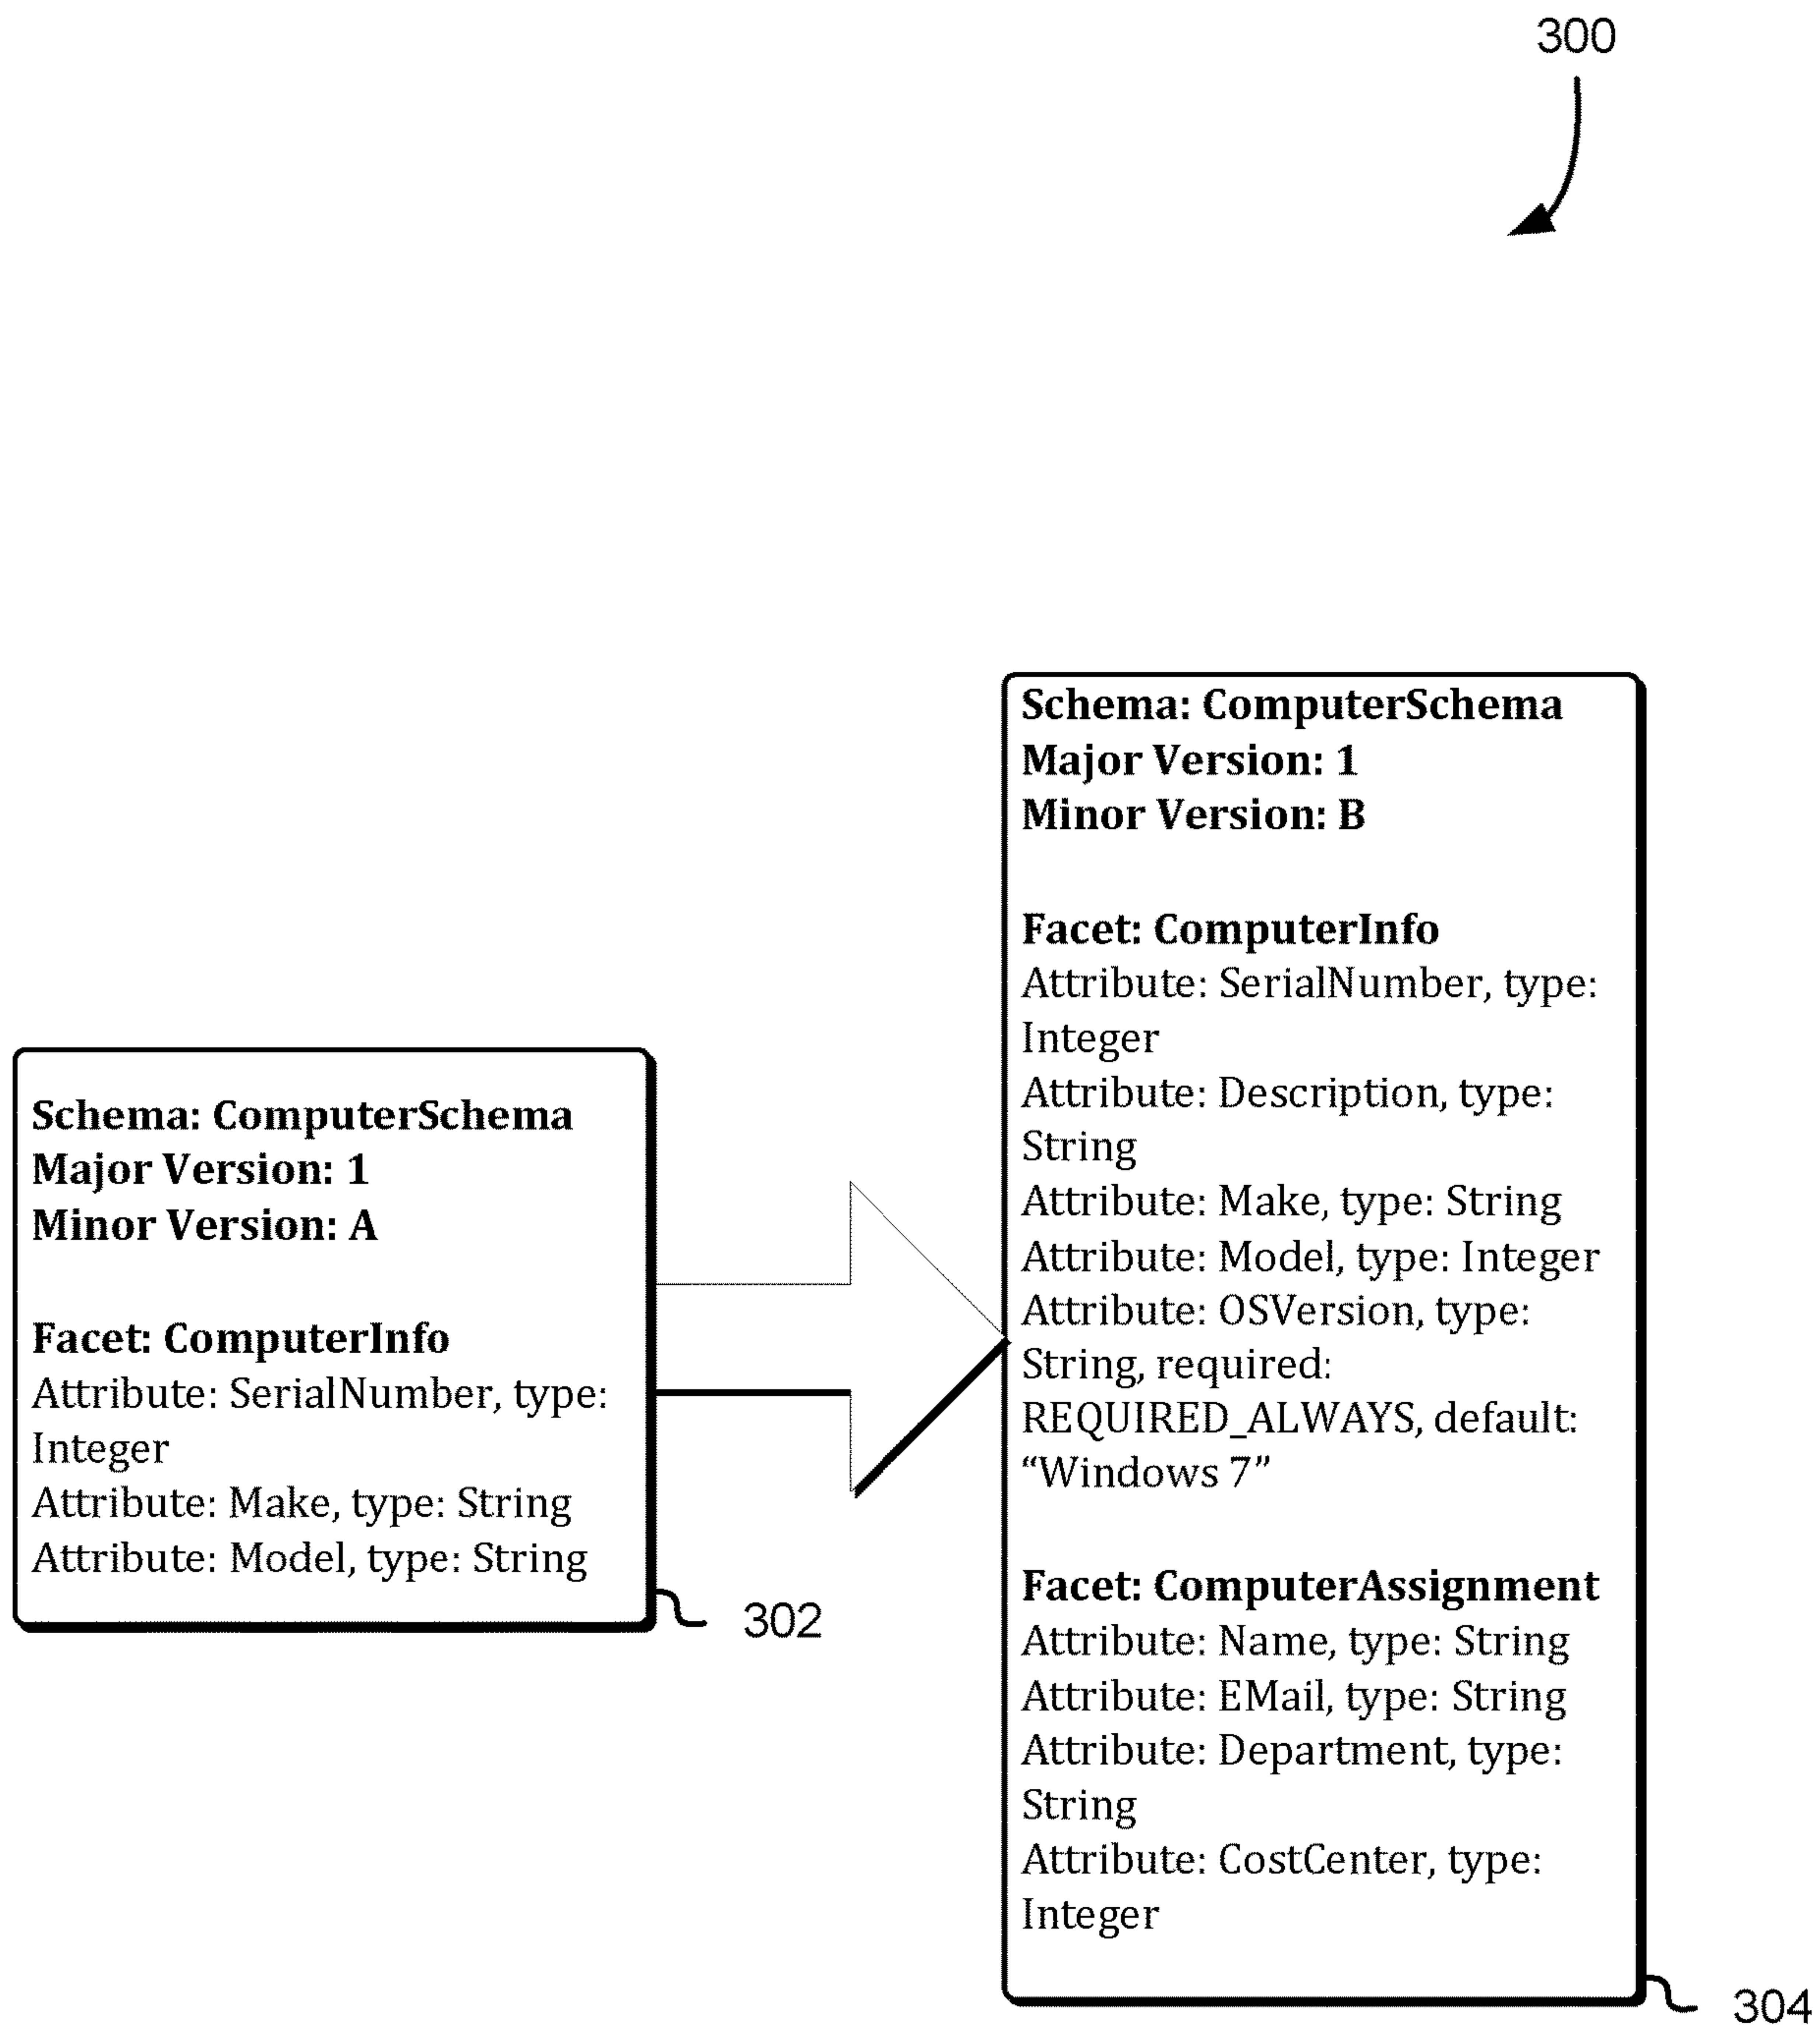 300
Schema: ComputerSchema
Major Version: 1
Minor Version: A
Facet: ComputerInfo
Attribute: SerialNumber, type:
Integer
Attribute: Make, type: String
Attribute: Model, type: String
302
Schema: ComputerSchema
Major Version: 1
Minor Version: B
Facet: ComputerInfo
Attribute: SerialNumber, type:
Integer
Attribute: Description, type:
String
Attribute: Make, type: String
Attribute: Model, type: Integer
Attribute: OSVersion, type:
String, required:
REQUIRED_ALWAYS, default:
“Windows 7”
Facet: ComputerAssignment
Attribute: Name, type: String
Attribute: EMail, type: String
Attribute: Department, type:
String
Attribute: CostCenter, type:
Integer
304